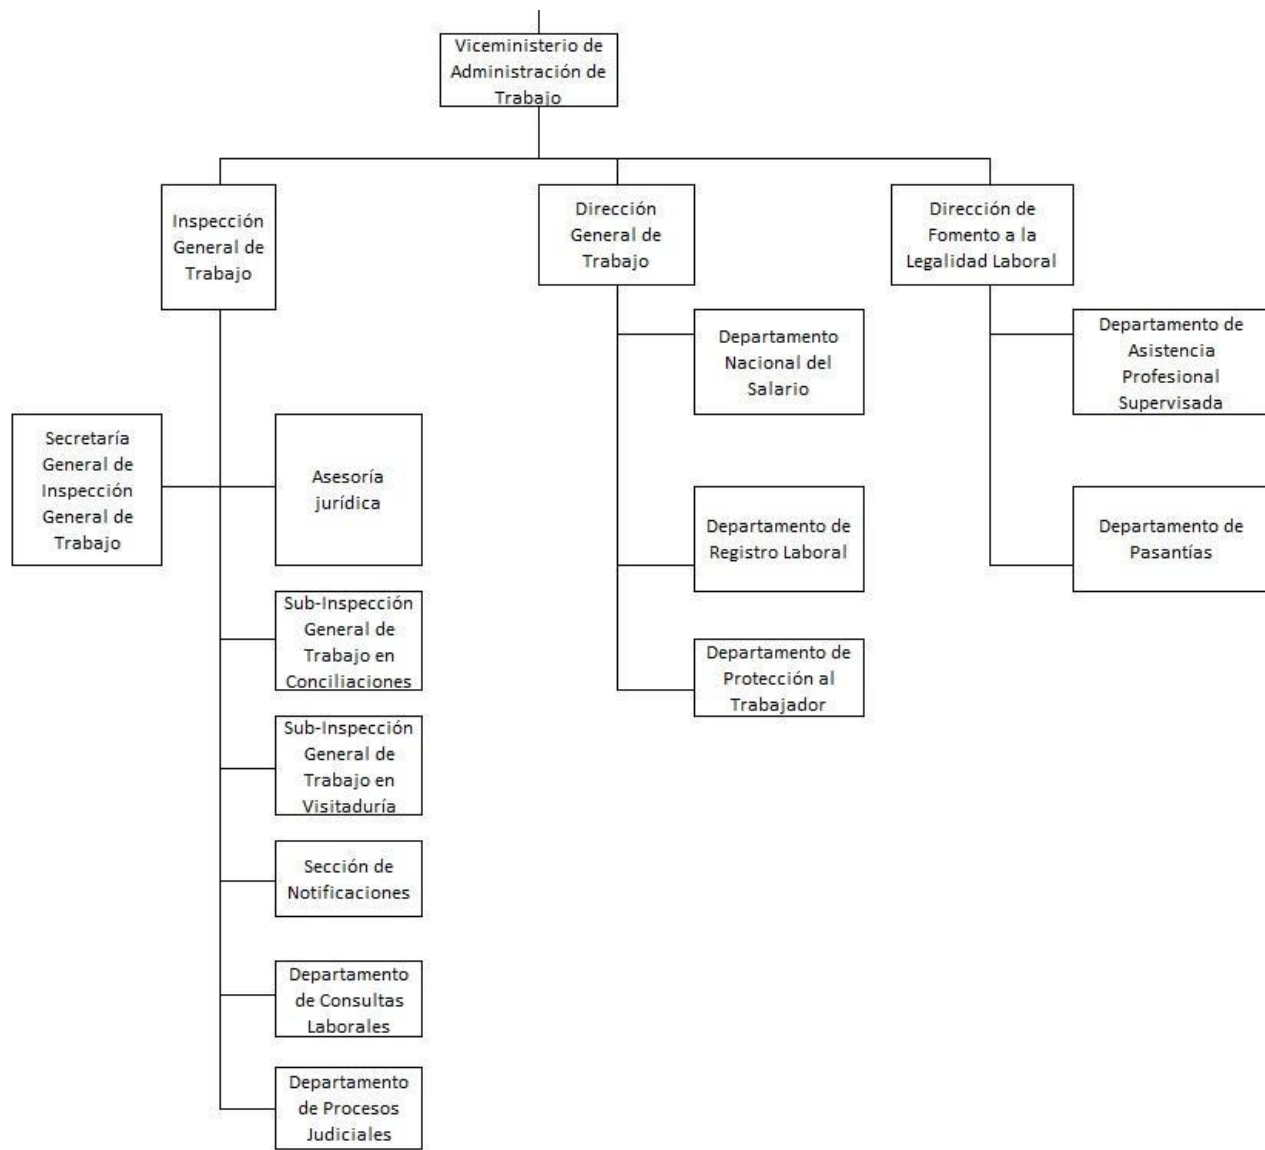 Viceministerio de
Administración de
Trabajo
Inspección
General de
Trabajo
Dirección
General de
Trabajo
Dirección de
Fomento a la
Legalidad Laboral
Departamento
Nacional del
Salario
Departamento de
Asistencia
Profesional
Supervisada
Secretaría
General de
Inspección
General de
Trabajo
Asesoría
jurídica
Departamento de
Registro Laboral
Departamento de
Pasantías
Sub-Inspección
General de
Trabajo en
Conciliaciones
Departamento de
Protección al
Trabajador
Sub-Inspección
General de
Trabajo en
Visitaduría
Sección de
Notificaciones
Departamento
de Consultas
Laborales
Departamento
de Procesos
Judiciales